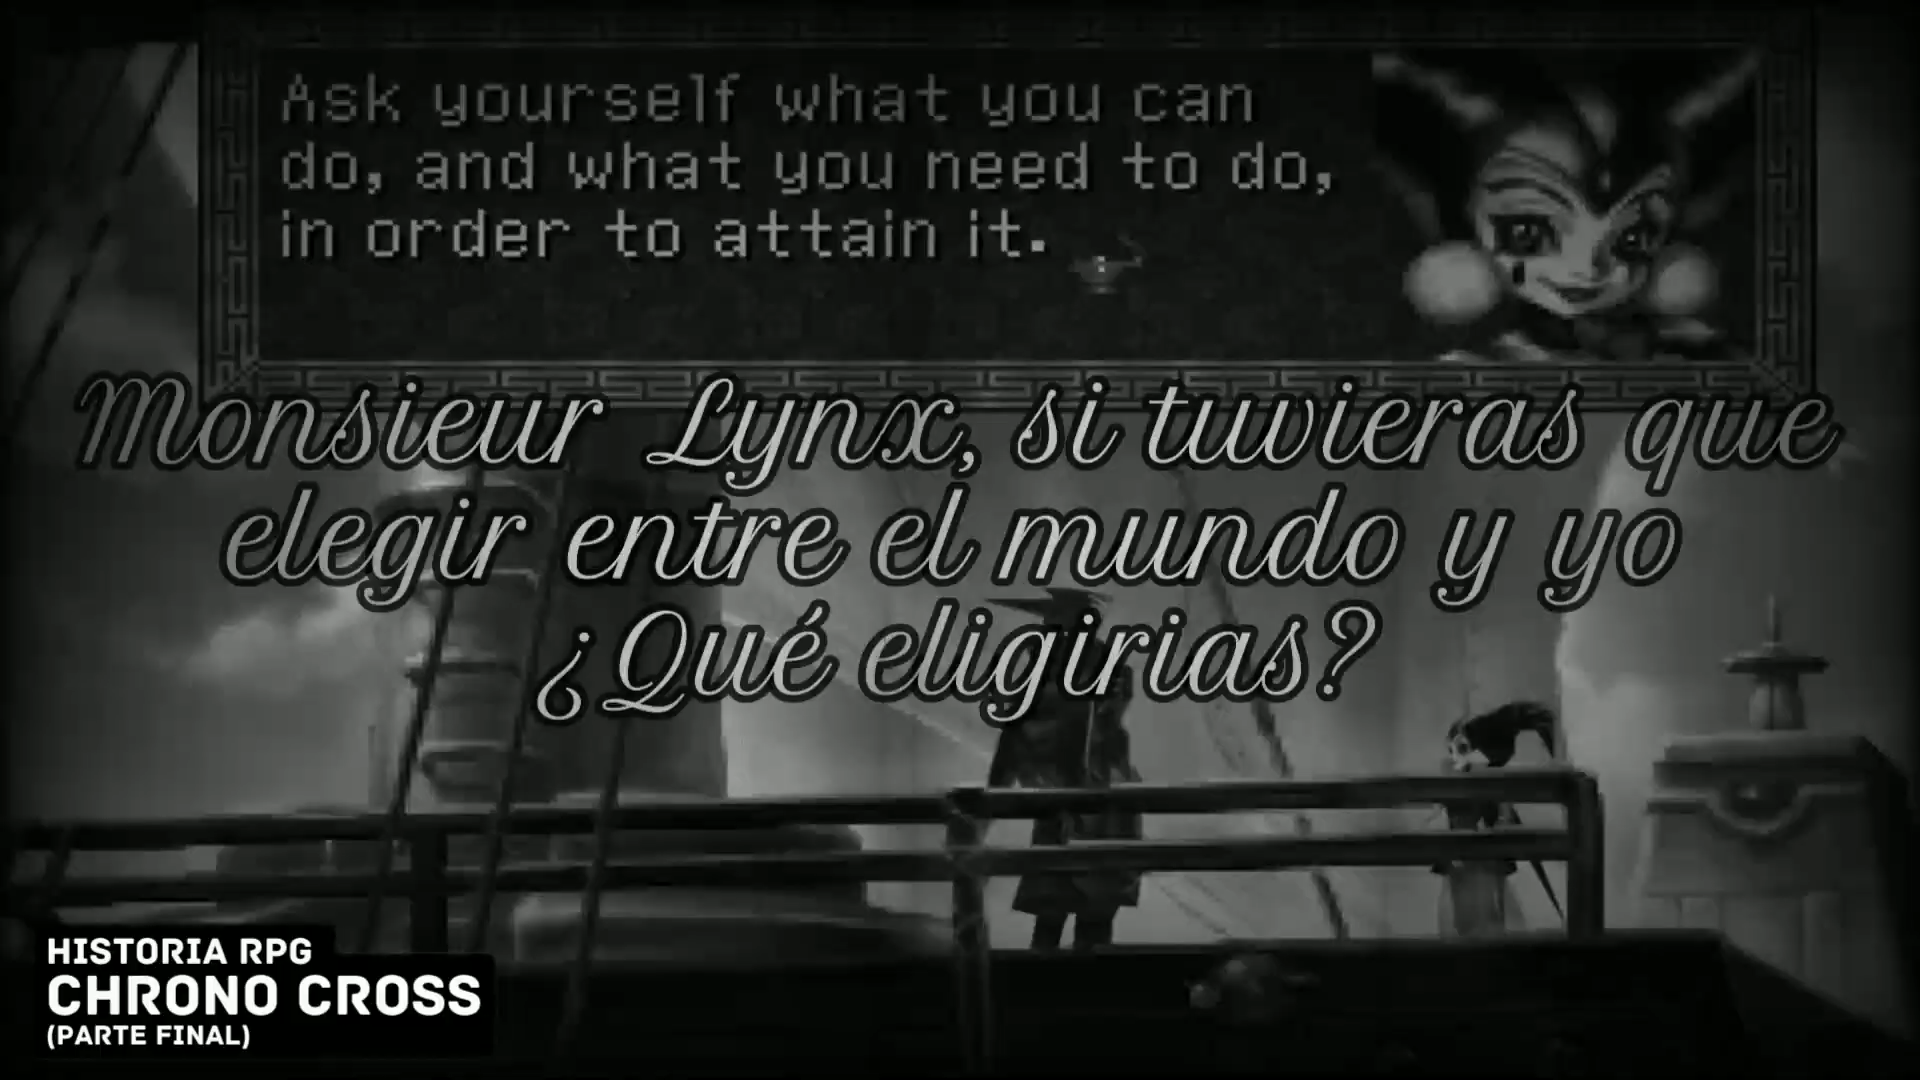 Ask yourself what you can
do, and what you need to do,
in order to attain it.
Monsieur Lynx, si tuvieras que
elegir entre el mundo y yo
¿Qué eligirias?
HISTORIA RPG
CHRONO CROSS
(PARTE FINAL)